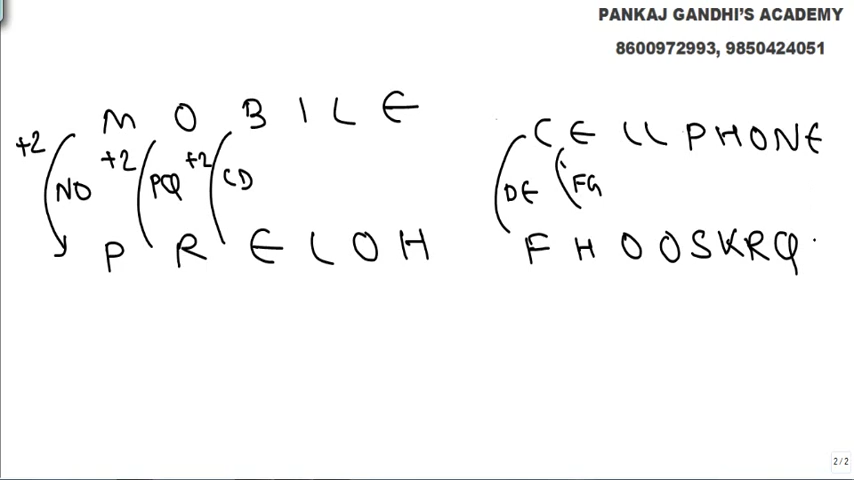 PANKAJ GANDHI'S ACADEMY
8600972993, 9850424051
M O B I L E
C E L L P H O N E
+2 NO +2 PQ +2 CD
DE FG
P R E L O H
F H O O S K R Q .
2/2